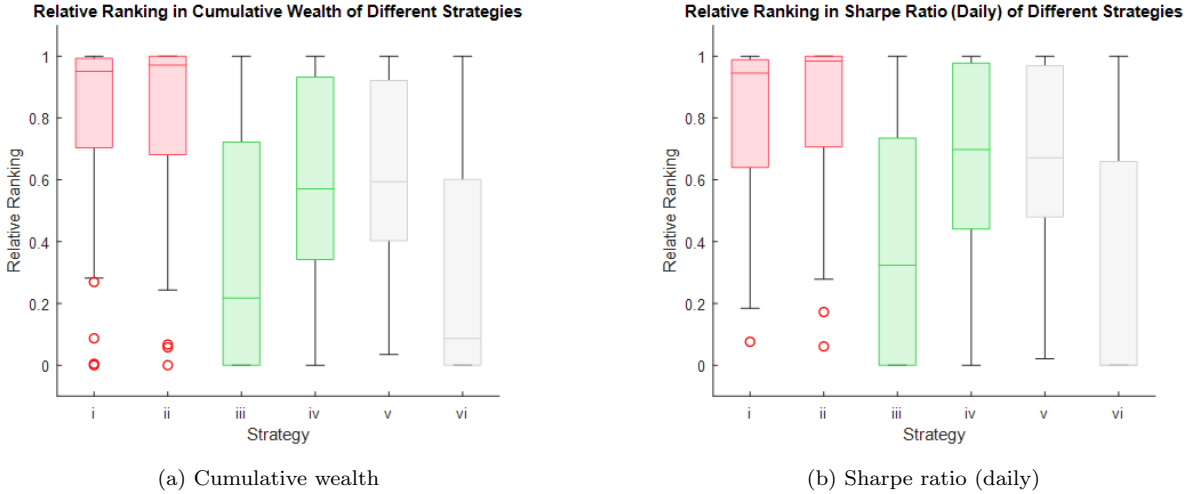 Relative Ranking in Cumulative Wealth of Different Strategies
Relative Ranking
1
0.8
0.6
0.4
0.2
0
i ii iii iv v vi
Strategy
(a) Cumulative wealth
Relative Ranking in Sharpe Ratio (Daily) of Different Strategies
Relative Ranking
1
0.8
0.6
0.4
0.2
0
i ii iii iv v vi
Strategy
(b) Sharpe ratio (daily)